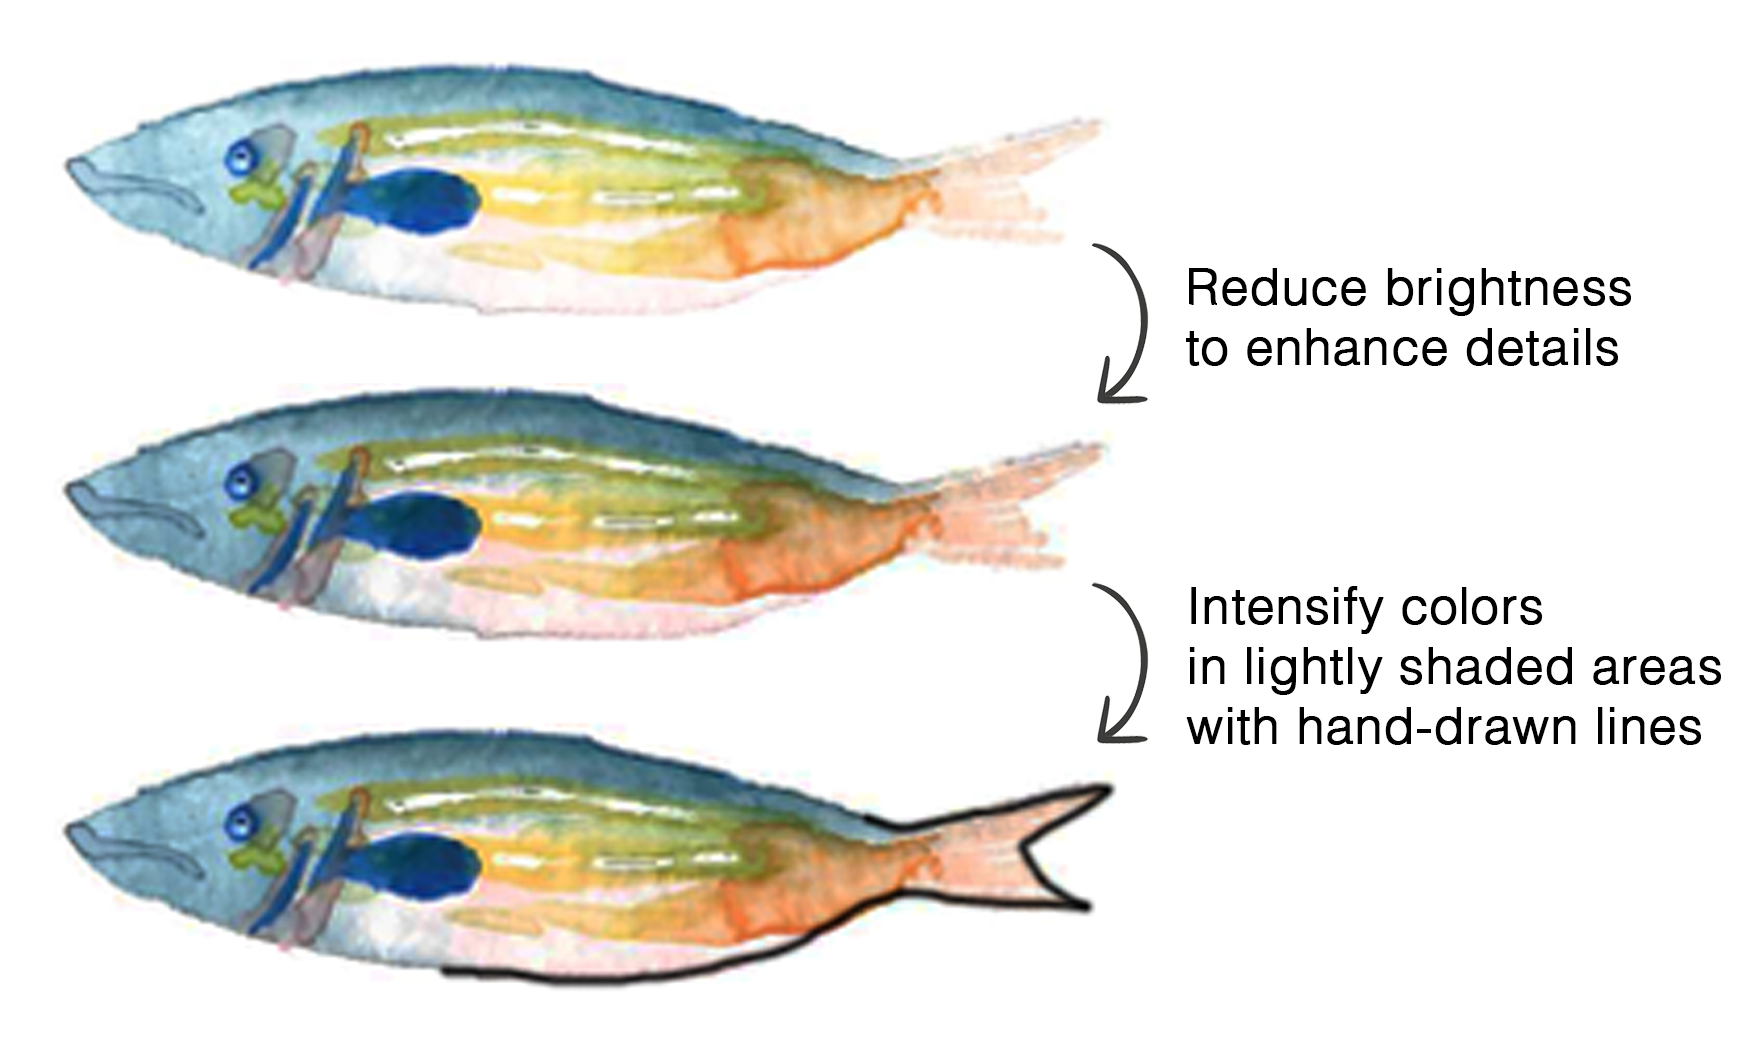 Reduce brightness
to enhance details
Intensify colors
in lightly shaded areas
with hand-drawn lines